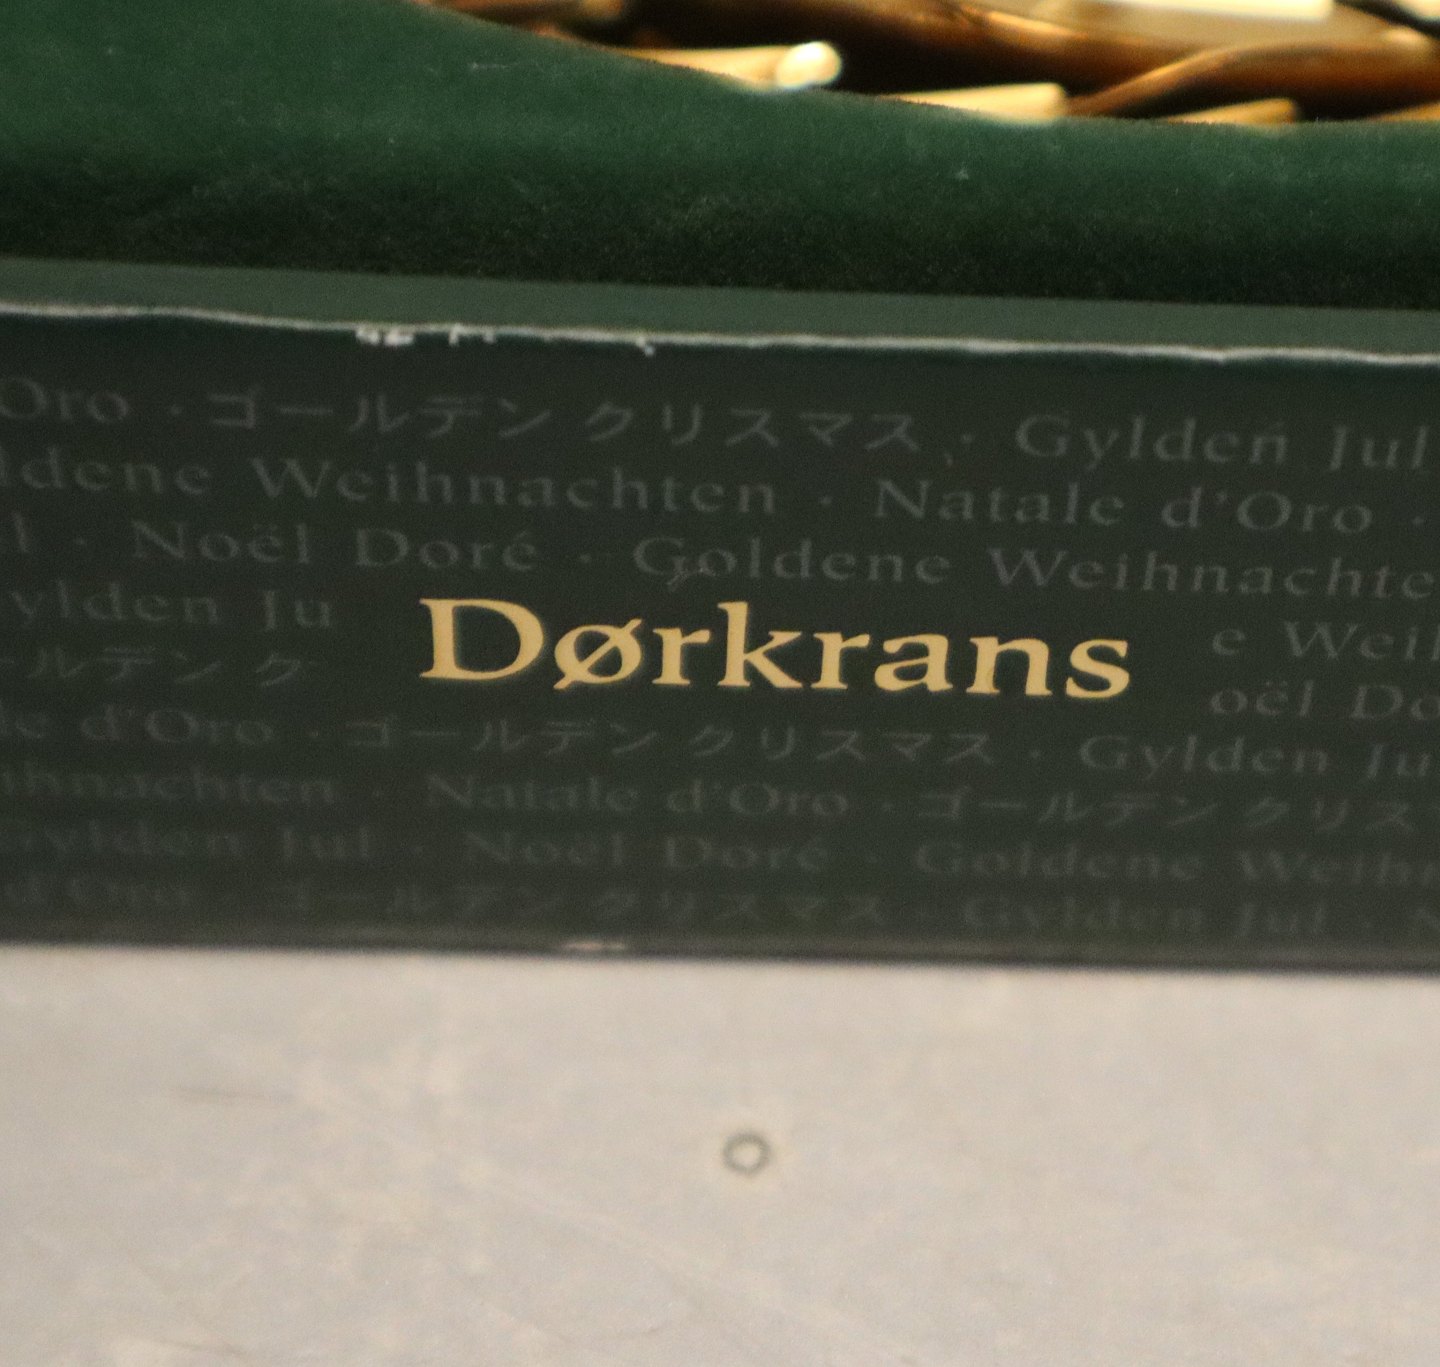 Oro · ゴールデン クリスマス · Gylden Jul
ldene Weihnachten · Natale d'Oro ·
l · Noël Doré · Goldene Weihnachte
ylden Ju
Dørkrans
e Wei
ールデン ク
oël Do
le d'Oro · ゴールデン クリスマス · Gylden Ju
ihnachten · Natale d'Oro · ゴールデン クリス
Gylden Jul · Noël Doré · Goldene Weihn
d'Oro · ゴールデン クリスマス · Gylden Jul ·